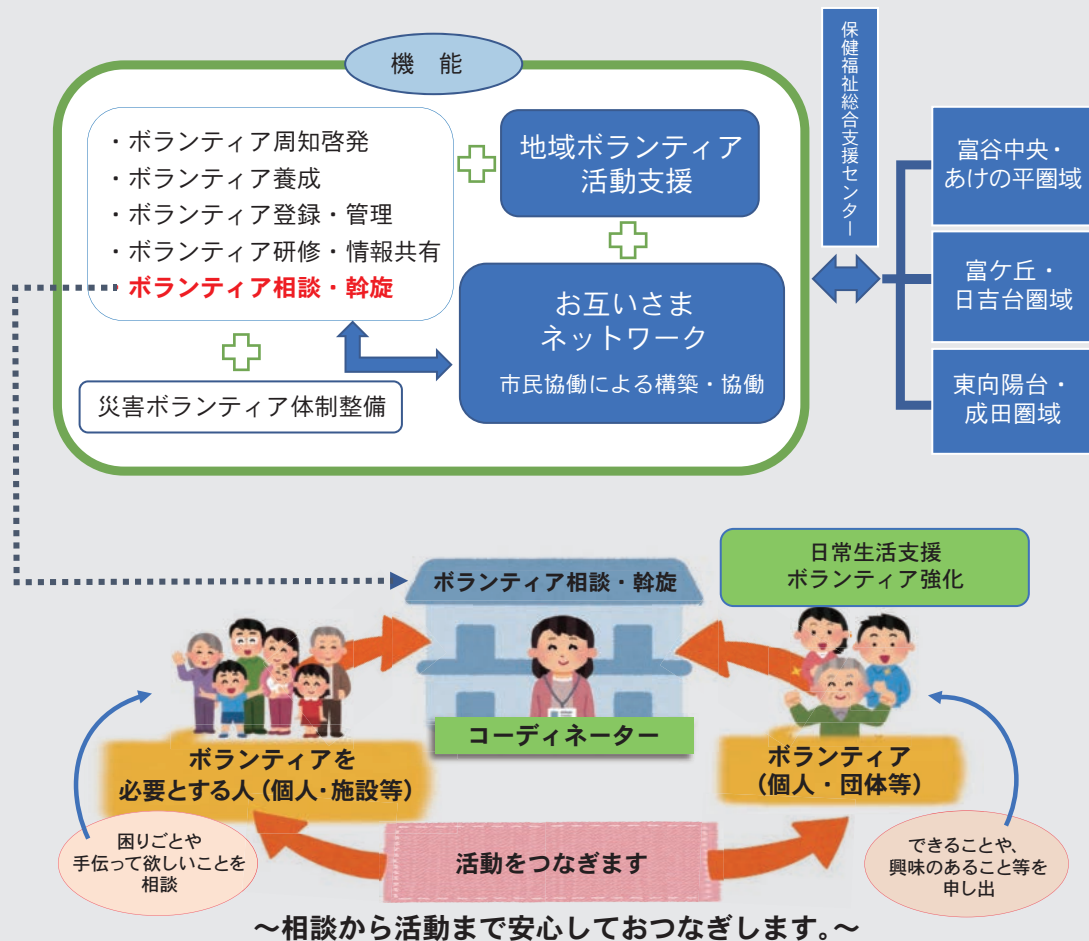 機 能
・ボランティア周知啓発
・ボランティア養成
・ボランティア登録・管理
・ボランティア研修・情報共有
・ボランティア相談・斡旋
地域ボランティア
活動支援
お互いさま
ネットワーク
市民協働による構築・協働
災害ボランティア体制整備
保健福祉総合支援センター
富谷中央・
あけの平圏域
富ケ丘・
日吉台圏域
東向陽台・
成田圏域
日常生活支援
ボランティア強化
ボランティア相談・斡旋
コーディネーター
ボランティアを
必要とする人（個人・施設等）
ボランティア
（個人・団体等）
困りごとや
手伝って欲しいことを
相談
活動をつなぎます
できることや、
興味のあること等を
申し出
～相談から活動まで安心しておつなぎします。～